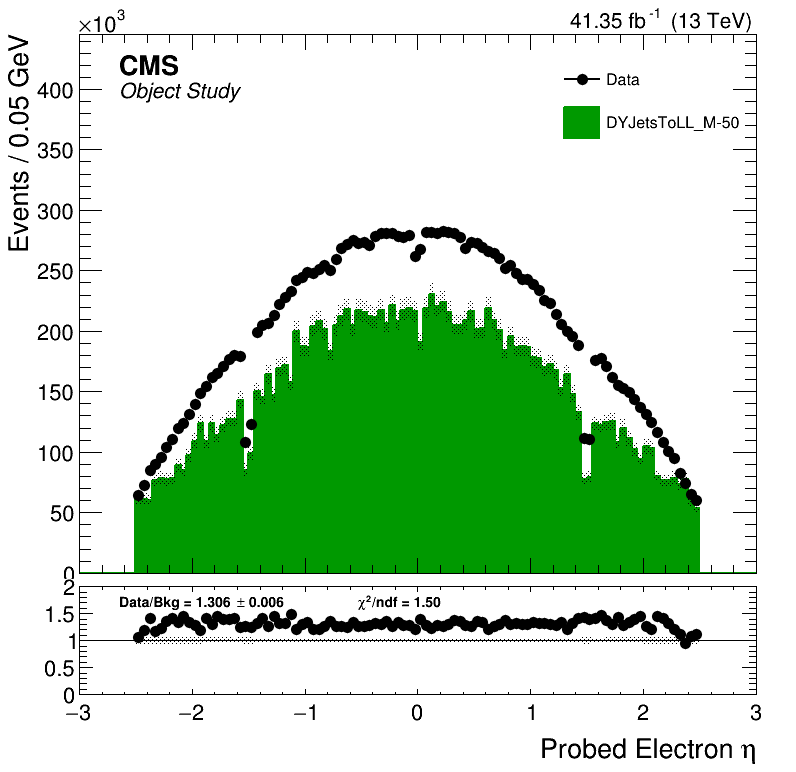 ×10³
41.35 fb⁻¹ (13 TeV)
CMS
Object Study
Data
DYJetsToLL_M-50
Events / 0.05 GeV
400
350
300
250
200
150
100
50
0
2
1.5
1
0.5
0
Data/Bkg = 1.306 ± 0.006
χ²/ndf = 1.50
−3
−2
−1
0
1
2
3
Probed Electron η